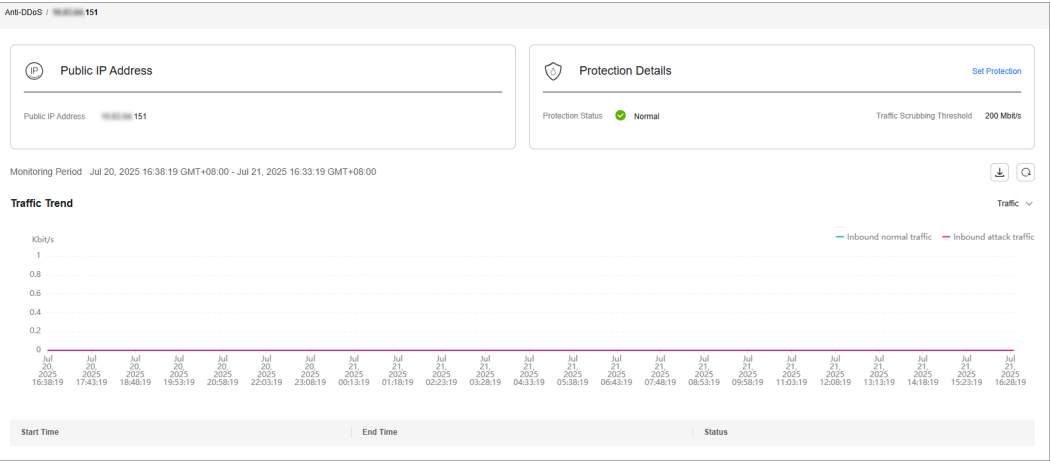 Anti-DDoS / 151
Public IP Address
Public IP Address 151
Protection Details
Set Protection
Protection Status Normal
Traffic Scrubbing Threshold 200 Mbit/s
Monitoring Period Jul 20, 2025 16:38:19 GMT+08:00 - Jul 21, 2025 16:33:19 GMT+08:00
Traffic Trend
Traffic
Kbit/s
Inbound normal traffic
Inbound attack traffic
1
0.8
0.6
0.4
0.2
0
Jul 20, 2025 16:38:19
Jul 20, 2025 17:43:19
Jul 20, 2025 18:48:19
Jul 20, 2025 19:53:19
Jul 20, 2025 20:58:19
Jul 20, 2025 22:03:19
Jul 20, 2025 23:08:19
Jul 21, 2025 00:13:19
Jul 21, 2025 01:18:19
Jul 21, 2025 02:23:19
Jul 21, 2025 03:28:19
Jul 21, 2025 04:33:19
Jul 21, 2025 05:38:19
Jul 21, 2025 06:43:19
Jul 21, 2025 07:48:19
Jul 21, 2025 08:53:19
Jul 21, 2025 09:58:19
Jul 21, 2025 11:03:19
Jul 21, 2025 12:08:19
Jul 21, 2025 13:13:19
Jul 21, 2025 14:18:19
Jul 21, 2025 15:23:19
Jul 21, 2025 16:28:19
Start Time
End Time
Status